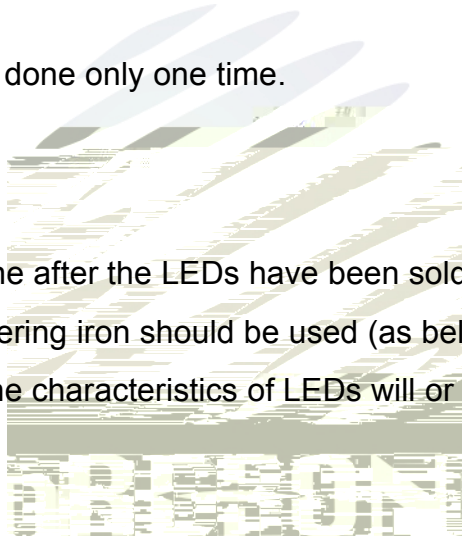 done only one time.
ne after the LEDs have been sold
ering iron should be used (as bel
ne characteristics of LEDs will or